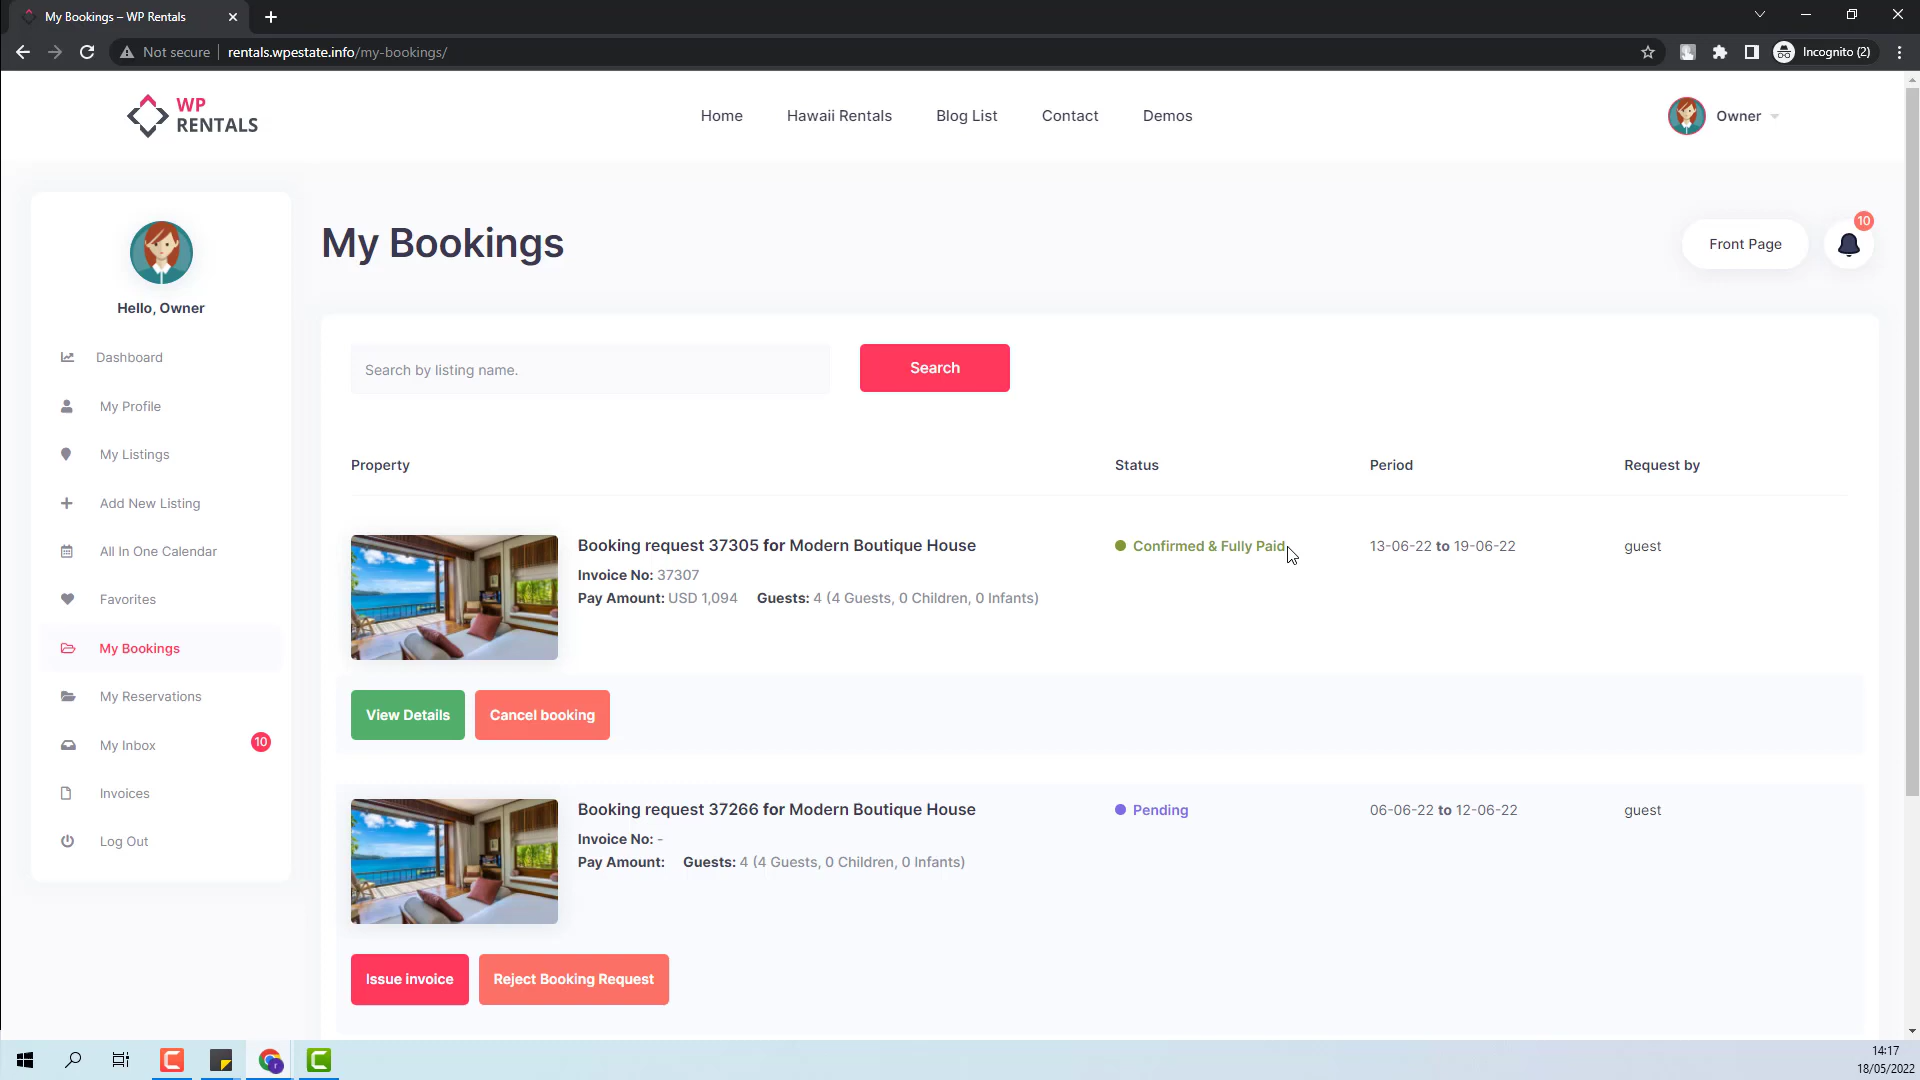 My Bookings – WP Rentals
Not secure
rentals.wpestate.info/my-bookings/
Incognito (2)
WP
RENTALS
Home
Hawaii Rentals
Blog List
Contact
Demos
Owner
Hello, Owner
Dashboard
My Profile
My Listings
Add New Listing
All In One Calendar
Favorites
My Bookings
My Reservations
My Inbox
10
Invoices
Log Out
My Bookings
Front Page
10
Search by listing name.
Search
Property
Status
Period
Request by
Booking request 37305 for Modern Boutique House
Invoice No: 37307
Pay Amount: USD 1,094 Guests: 4 (4 Guests, 0 Children, 0 Infants)
Confirmed & Fully Paid
13-06-22 to 19-06-22
guest
View Details
Cancel booking
Booking request 37266 for Modern Boutique House
Invoice No: -
Pay Amount: Guests: 4 (4 Guests, 0 Children, 0 Infants)
Pending
06-06-22 to 12-06-22
guest
Issue invoice
Reject Booking Request
14:17
18/05/2022